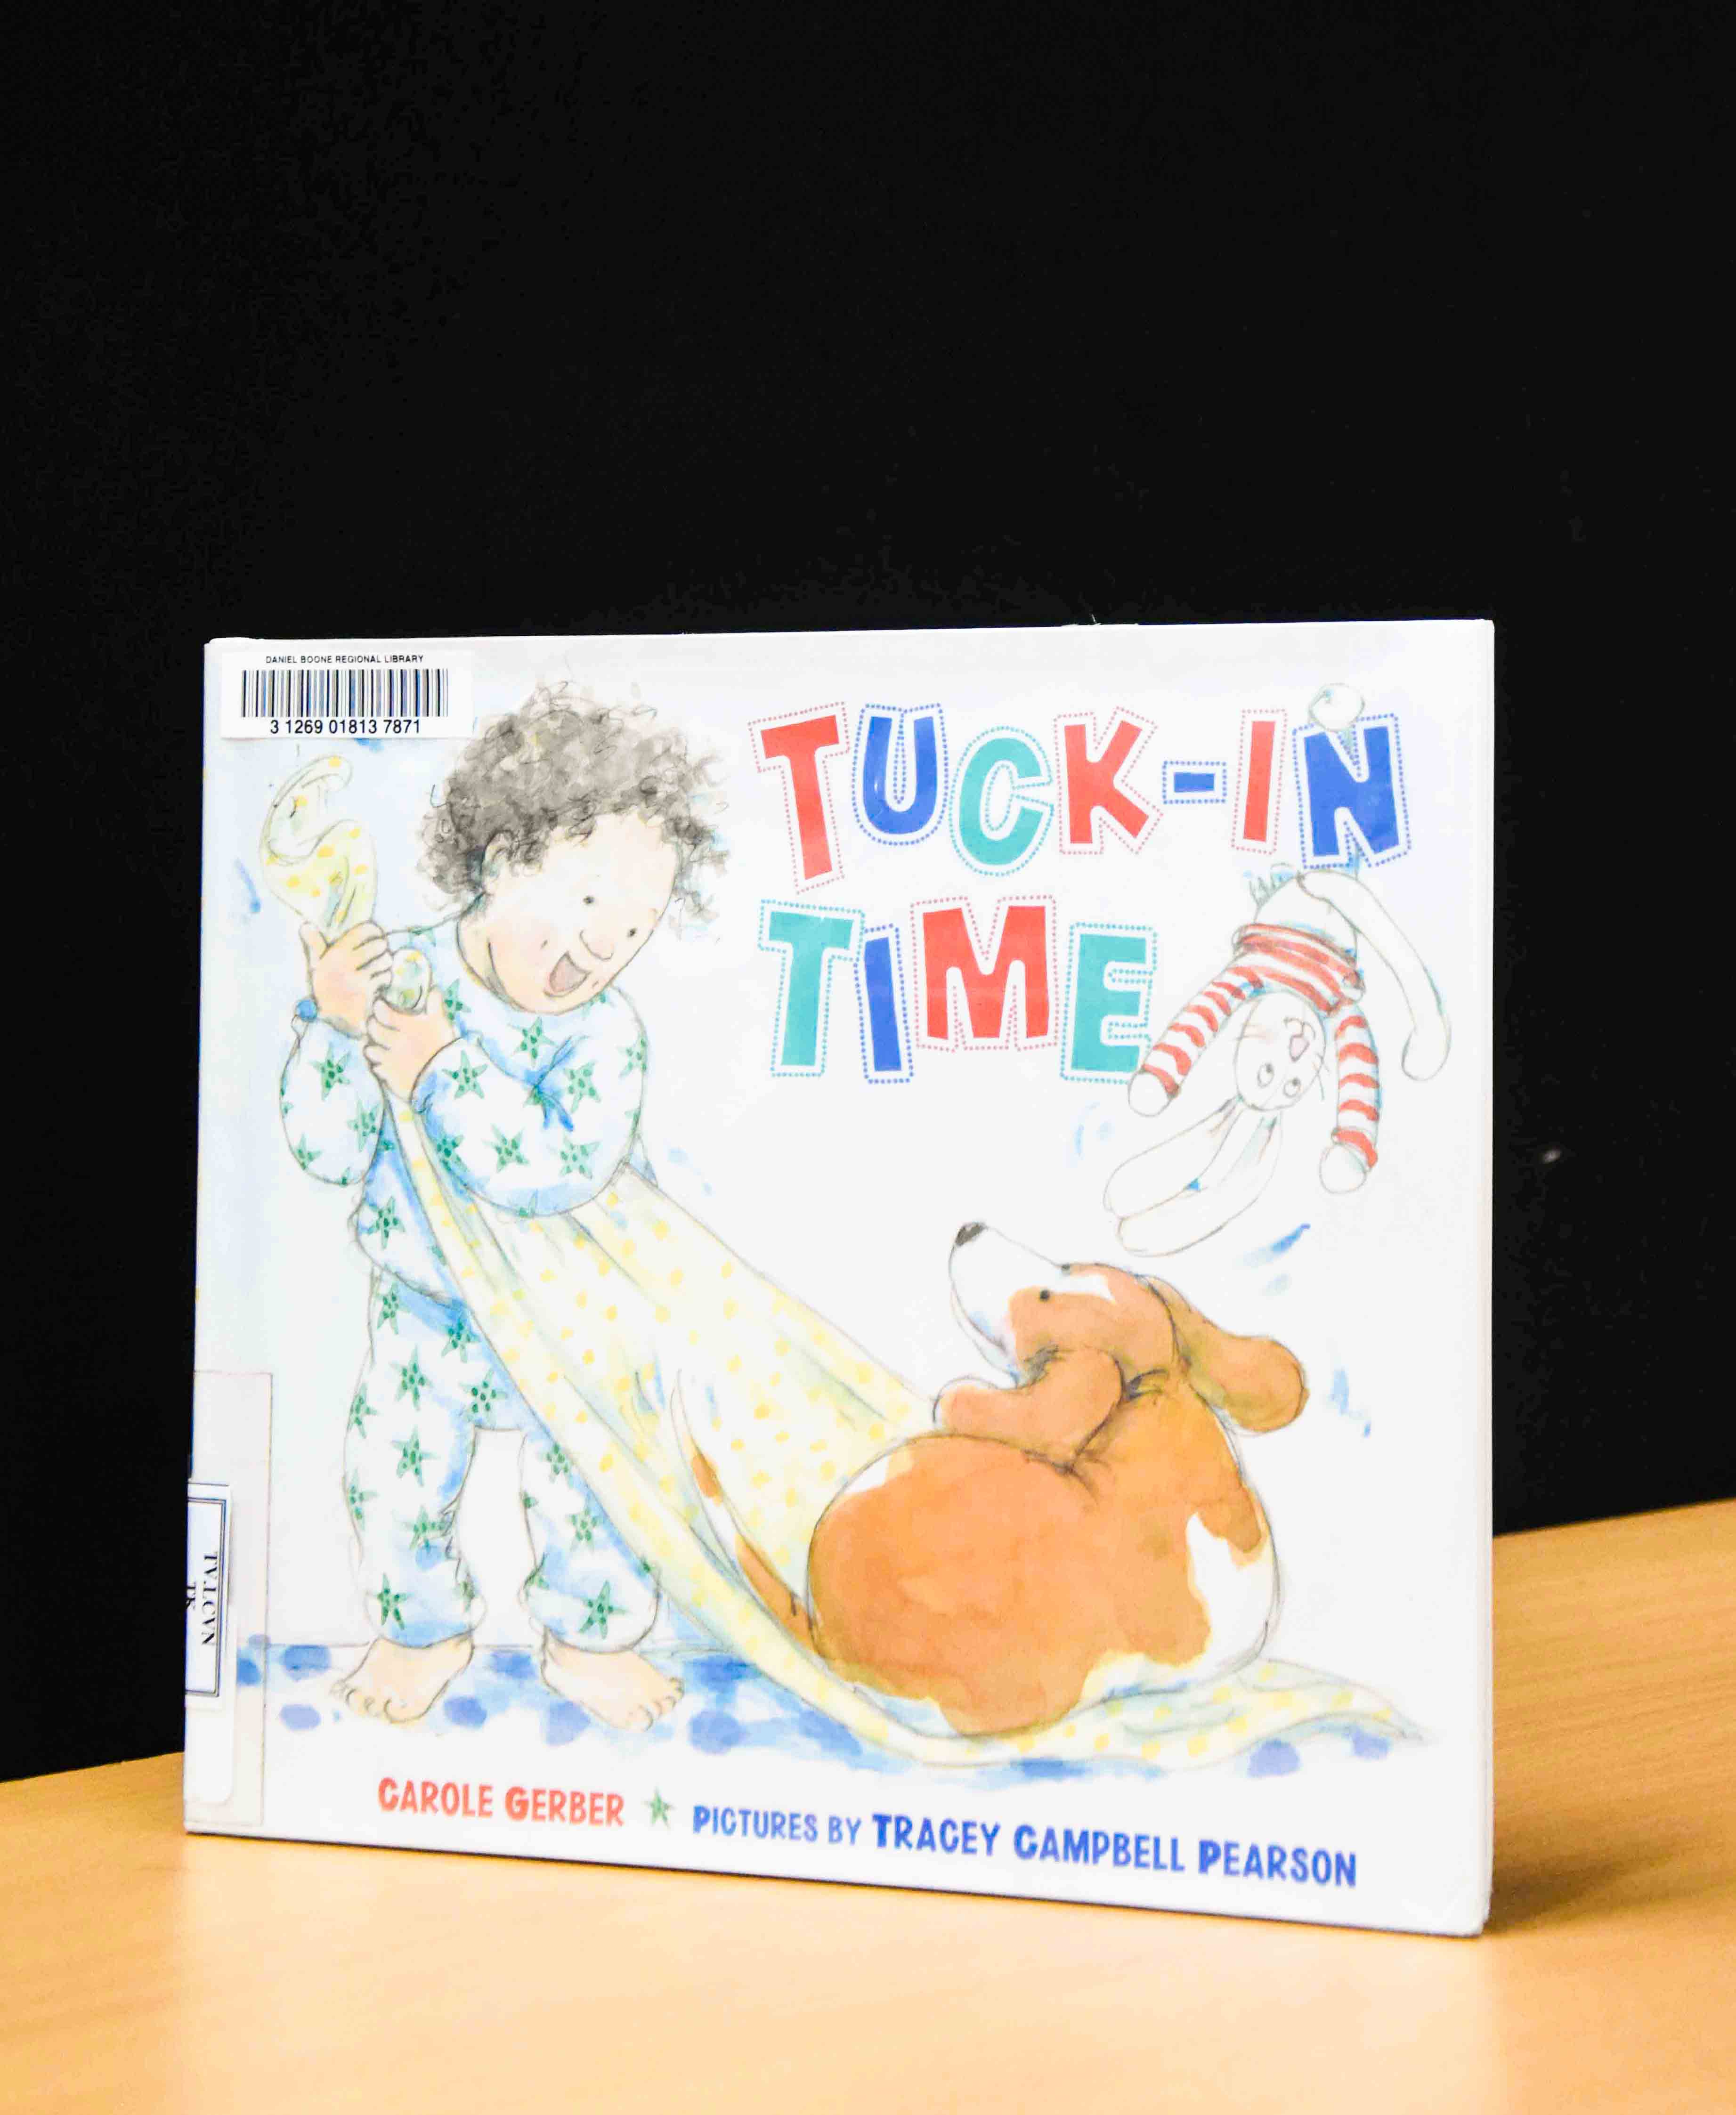 DANIEL BOONE REGIONAL LIBRARY
3 1269 01813 7871
TUCK-IN
TIME
CAROLE GERBER ★ PICTURES BY TRACEY CAMPBELL PEARSON